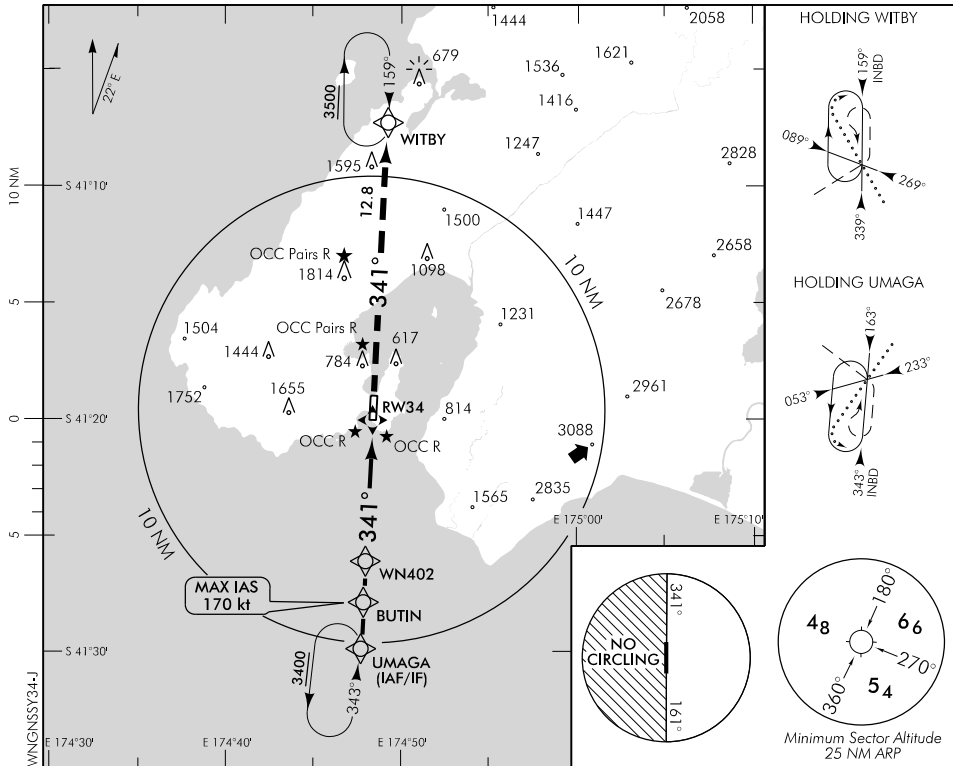 1444
2058
HOLDING WITBY
22° E
679
1621
1536
159°
3500
159°
INBD
1416
WITBY
089°
1247
1595
2828
269°
10 NM
S 41°10'
339°
12.8
1500
1447
OCC Pairs R
1814
1098
10 NM
2658
341°
HOLDING UMAGA
5
2678
163°
1504
OCC Pairs R
617
1231
1444
784
233°
1752
1655
053°
2961
0
S 41°20'
RW34
814
3088
OCC R
OCC R
343°
INBD
1565
2835
341°
E 175°00'
E 175°10'
5
10 NM
WN402
MAX IAS
170 kt
BUTIN
341°
180°
48
66
NO
CIRCLING
S 41°30'
UMAGA
(IAF/IF)
3400
343°
270°
54
360°
161°
WNGNSSY34-J
E 174°30'
E 174°40'
E 174°50'
Minimum Sector Altitude
25 NM ARP